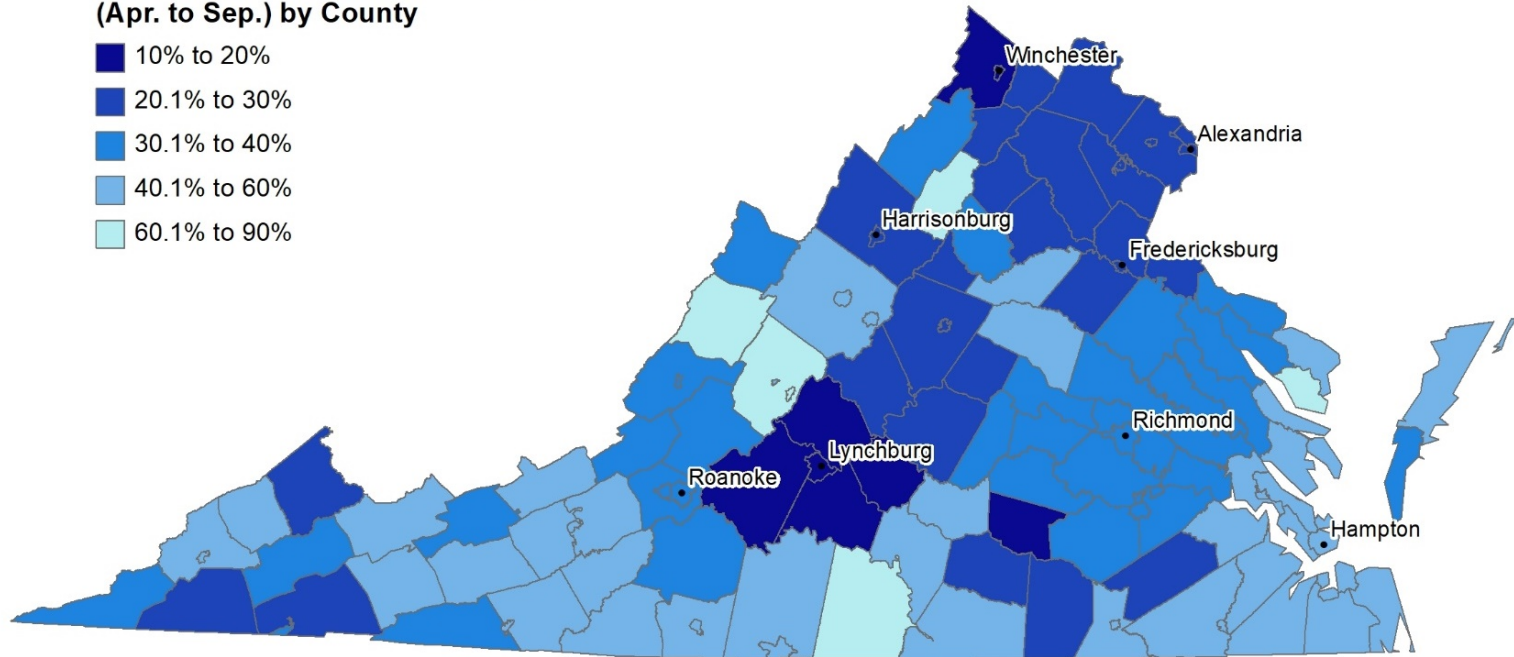 (Apr. to Sep.) by County
10% to 20%
20.1% to 30%
30.1% to 40%
40.1% to 60%
60.1% to 90%
Winchester
Alexandria
Harrisonburg
Fredericksburg
Richmond
Lynchburg
Roanoke
Hampton